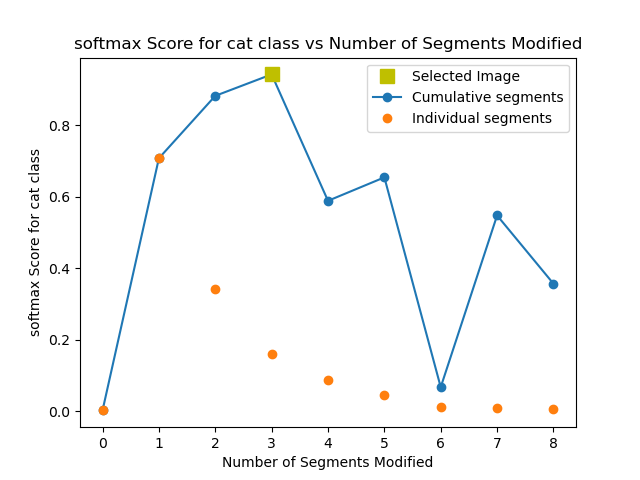 softmax Score for cat class vs Number of Segments Modified
Selected Image
Cumulative segments
Individual segments
softmax Score for cat class
0.8
0.6
0.4
0.2
0.0
0 1 2 3 4 5 6 7 8
Number of Segments Modified